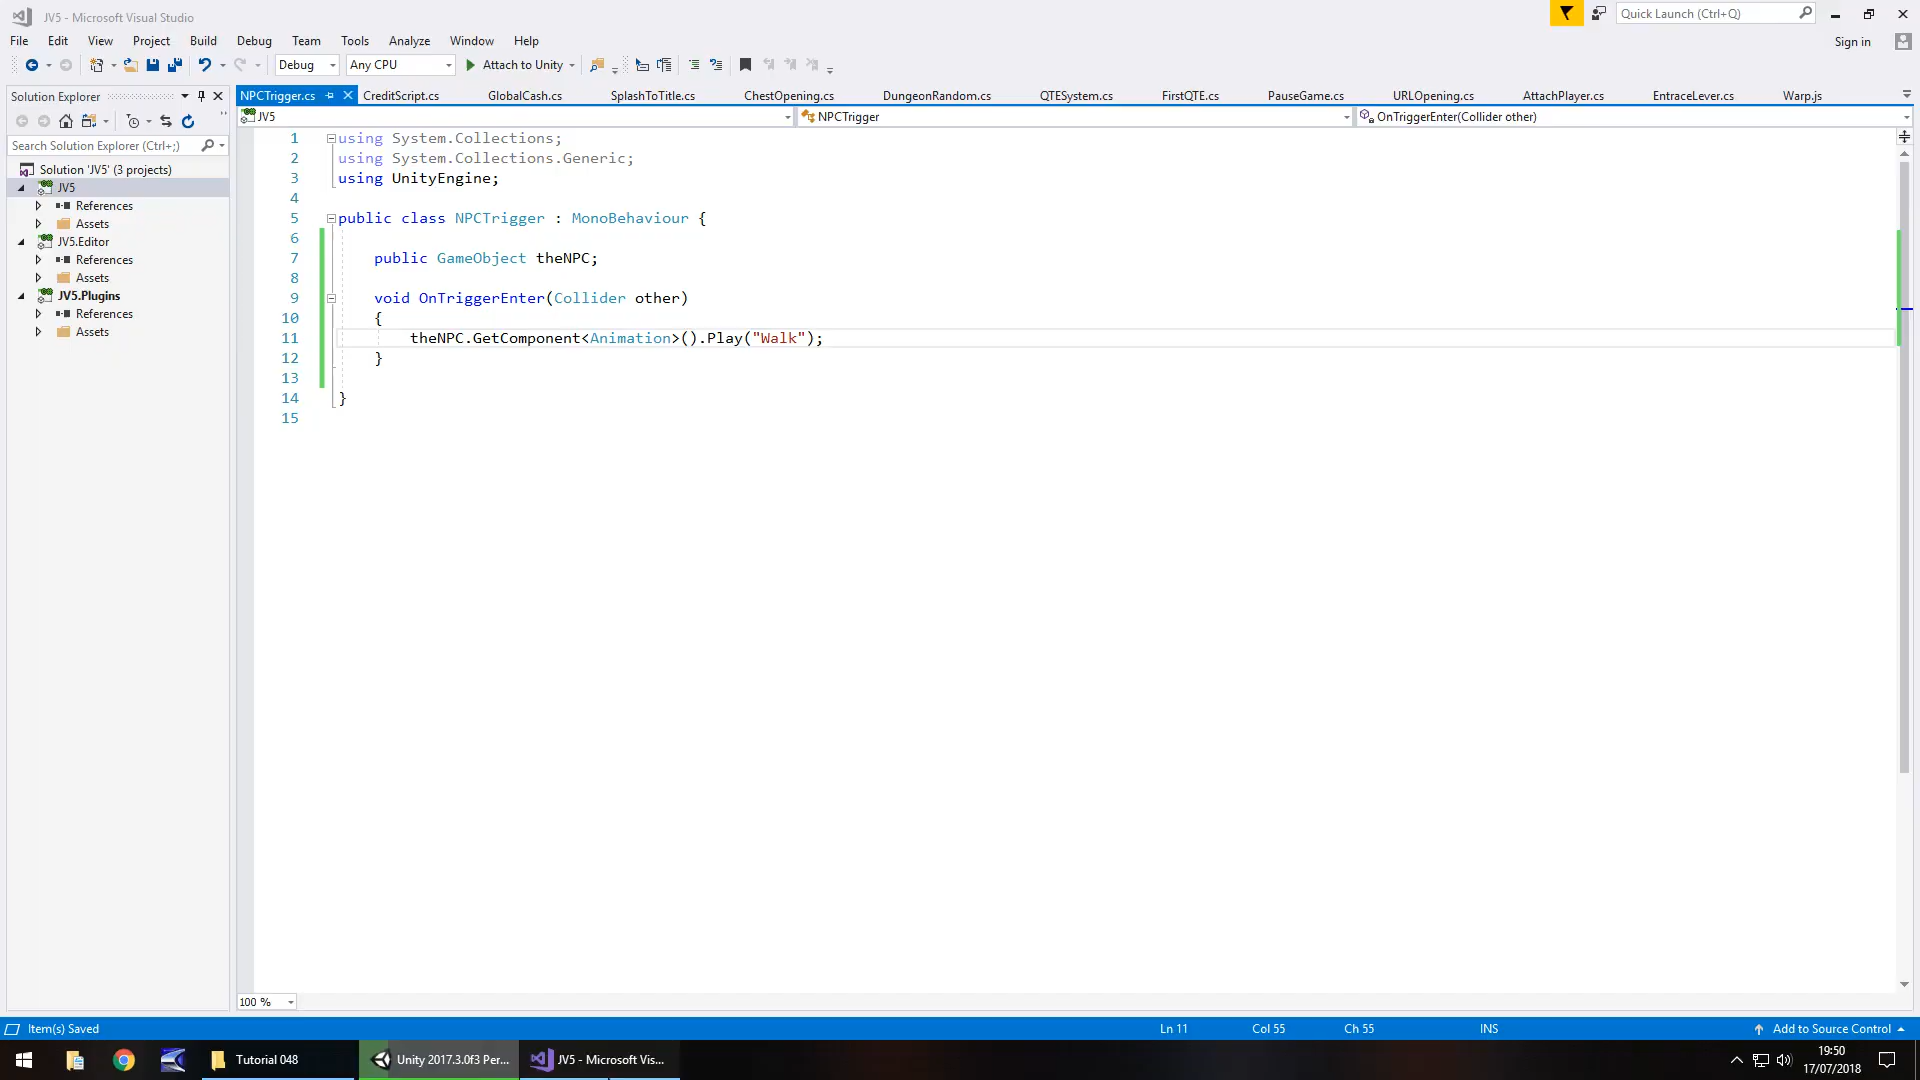 JV5 - Microsoft Visual Studio
Quick Launch (Ctrl+Q)
File Edit View Project Build Debug Team Tools Analyze Window Help
Sign in
Debug Any CPU Attach to Unity
Solution Explorer
NPCTrigger.cs CreditScript.cs GlobalCash.cs SplashToTitle.cs ChestOpening.cs DungeonRandom.cs QTESystem.cs FirstQTE.cs PauseGame.cs URLOpening.cs AttachPlayer.cs EntraceLever.cs Warp.js
JV5 NPCTrigger OnTriggerEnter(Collider other)
Search Solution Explorer (Ctrl+;)
Solution 'JV5' (3 projects)
JV5
References
Assets
JV5.Editor
References
Assets
JV5.Plugins
References
Assets
1 using System.Collections;
2 using System.Collections.Generic;
3 using UnityEngine;
4
5 public class NPCTrigger : MonoBehaviour {
6
7 public GameObject theNPC;
8
9 void OnTriggerEnter(Collider other)
10 {
11 theNPC.GetComponent<Animation>().Play("Walk");
12 }
13
14 }
15
100 %
Item(s) Saved Ln 11 Col 55 Ch 55 INS Add to Source Control
Tutorial 048 Unity 2017.3.0f3 Per... JV5 - Microsoft Vis...
19:50
17/07/2018